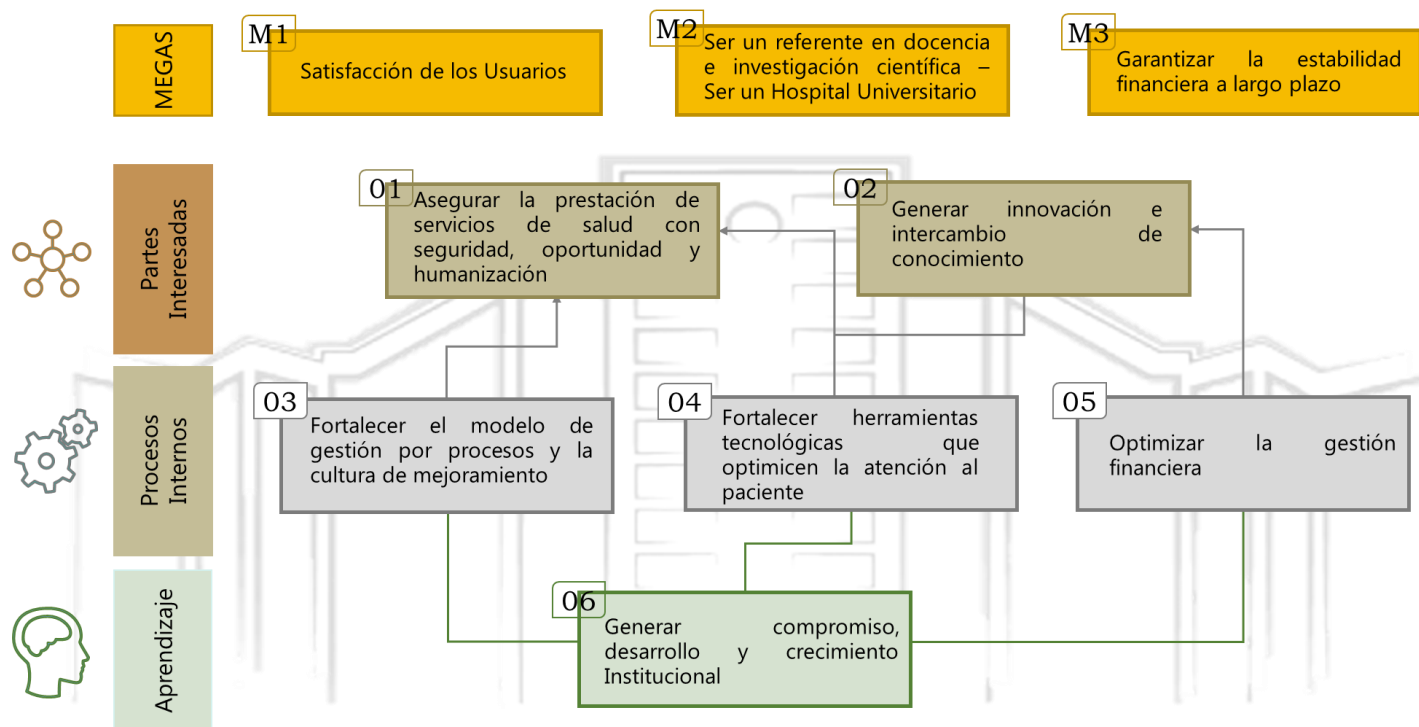 MEGAS
M1
Satisfacción de los Usuarios
M2
Ser un referente en docencia
e investigación científica –
Ser un Hospital Universitario
M3
Garantizar la estabilidad
financiera a largo plazo
Partes
Interesadas
01
Asegurar la prestación de
servicios de salud con
seguridad, oportunidad y
humanización
02
Generar innovación e
intercambio de
conocimiento
Procesos
Internos
03
Fortalecer el modelo de
gestión por procesos y la
cultura de mejoramiento
04
Fortalecer herramientas
tecnológicas que
optimicen la atención al
paciente
05
Optimizar la gestión
financiera
Aprendizaje
06
Generar compromiso,
desarrollo y crecimiento
Institucional